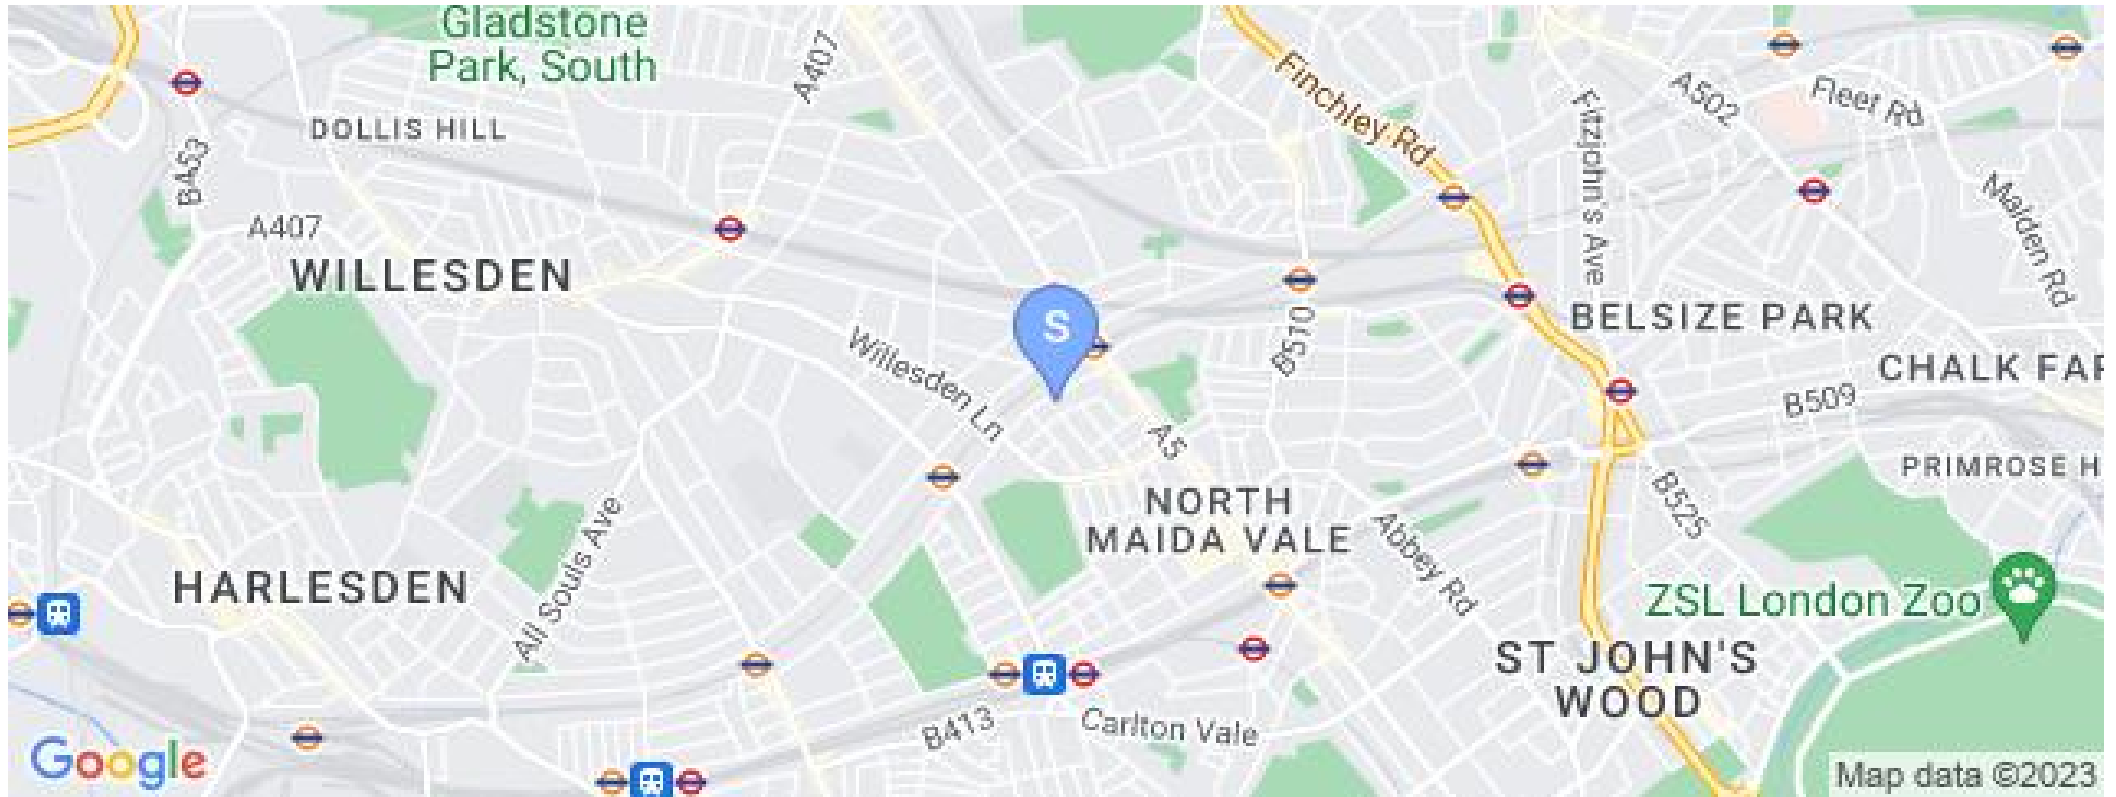 Gladstone
Park, South
A407
Finchley Rd
Fitzjohn's Ave
A502
Fleet Rd
DOLLIS HILL
B453
A407
Malden Rd
WILLESDEN
S
BELSIZE PARK
B510
Willesden Ln
CHALK FAR
B509
A5
PRIMROSE H
NORTH
MAIDA VALE
B525
Abbey Rd
HARLESDEN
All Souls Ave
ZSL London Zoo
ST JOHN'S
WOOD
B413
Carlton Vale
Google
Map data ©2023